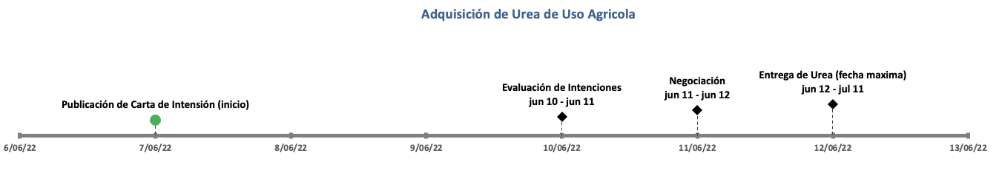 Adquisición de Urea de Uso Agricola
Publicación de Carta de Intensión (inicio)
Evaluación de Intenciones
jun 10 - jun 11
Negociación
jun 11 - jun 12
Entrega de Urea (fecha maxima)
jun 12 - jul 11
6/06/22
7/06/22
8/06/22
9/06/22
10/06/22
11/06/22
12/06/22
13/06/22